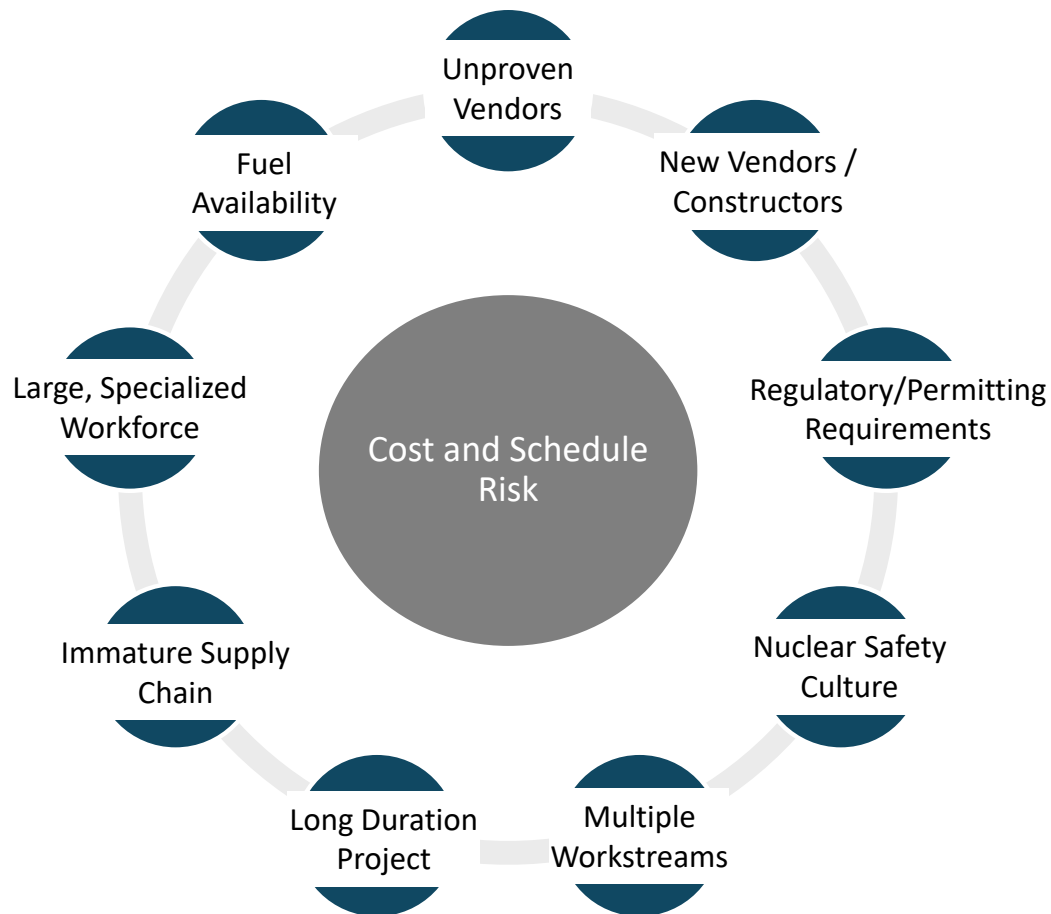 Unproven
Vendors
New Vendors /
Constructors
Regulatory/Permitting
Requirements
Nuclear Safety
Culture
Multiple
Workstreams
Long Duration
Project
Immature Supply
Chain
Large, Specialized
Workforce
Fuel
Availability
Cost and Schedule
Risk